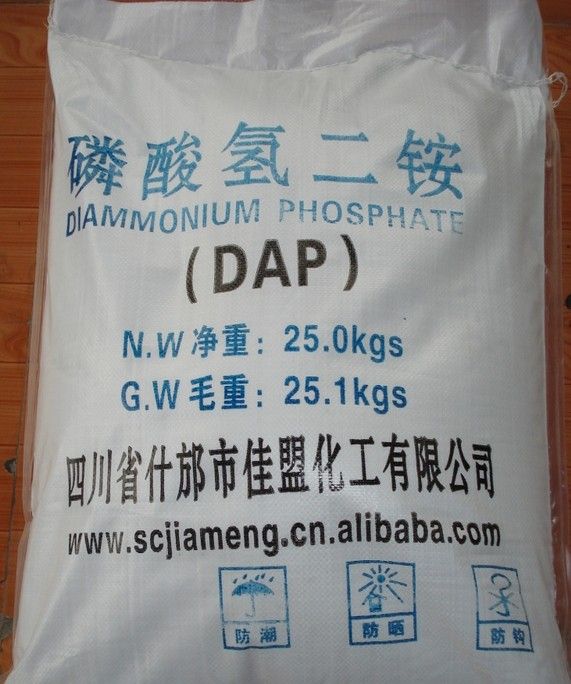 磷酸氢二铵
DIAMMONIUM PHOSPHATE
(DAP)
N.W净重：25.0kgs
G.W毛重：25.1kgs
四川省什邡市佳盟化工有限公司
www.scjiameng.cn.alibaba.com
防潮 防晒 防钩